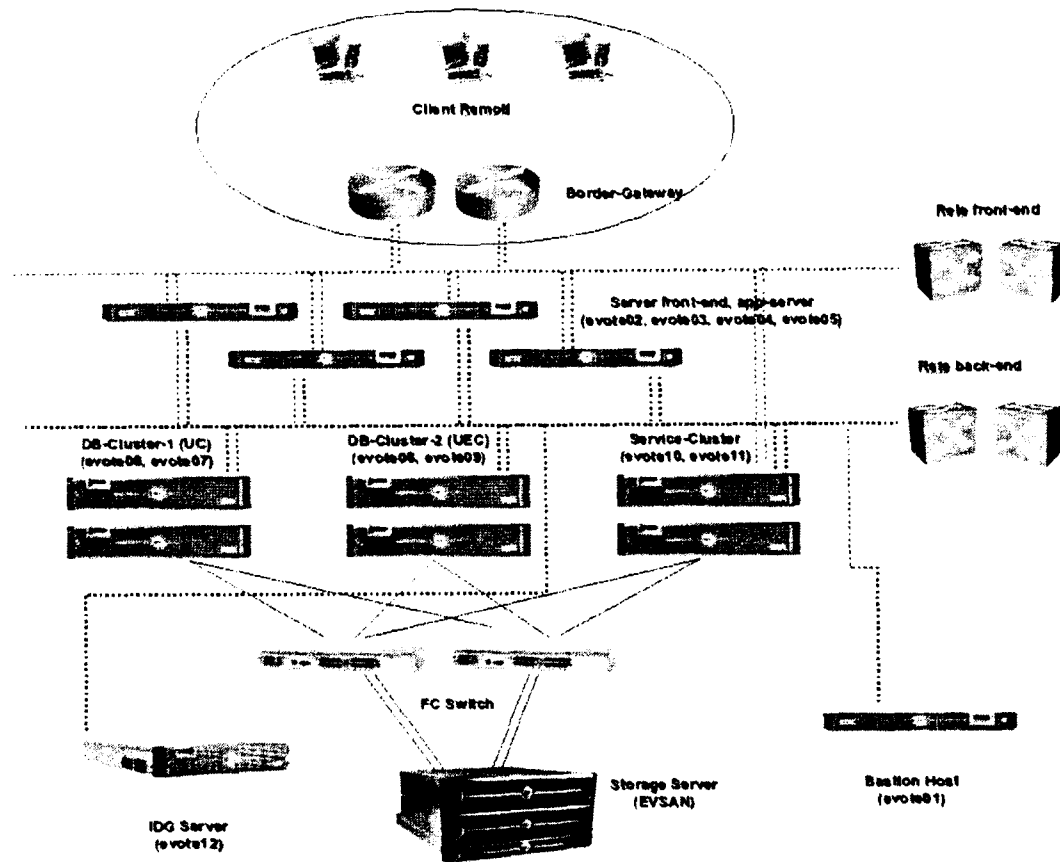 Client Remoti
Border-Gateway
Rete front-end
Server front-end, app-server
(evote02, evote03, evote04, evote05)
Rete back-end
DB-Cluster-1 (UC)
(evote06, evote07)
DB-Cluster-2 (UEC)
(evote08, evote09)
Service-Cluster
(evote10, evote11)
FC Switch
Storage Server
(EVSAN)
Bastion Host
(evote01)
IDG Server
(evote12)